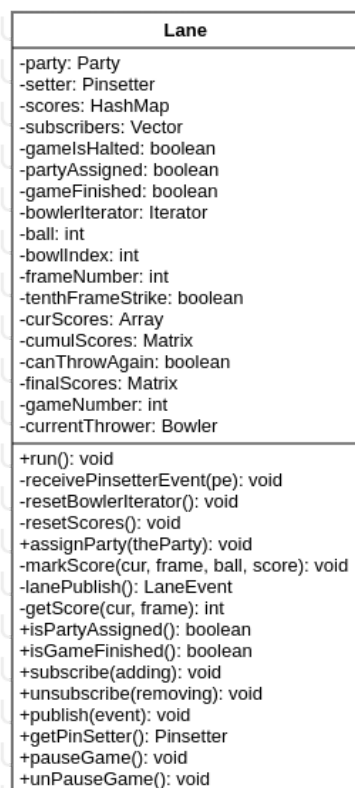 Lane
-party: Party
-setter: Pinsetter
-scores: HashMap
-subscribers: Vector
-gameIsHalted: boolean
-partyAssigned: boolean
-gameFinished: boolean
-bowlerIterator: Iterator
-ball: int
-bowlIndex: int
-frameNumber: int
-tenthFrameStrike: boolean
-curScores: Array
-cumulScores: Matrix
-canThrowAgain: boolean
-finalScores: Matrix
-gameNumber: int
-currentThrower: Bowler
+run(): void
-receivePinsetterEvent(pe): void
-resetBowlerIterator(): void
-resetScores(): void
+assignParty(theParty): void
-markScore(cur, frame, ball, score): void
-lanePublish(): LaneEvent
-getScore(cur, frame): int
+isPartyAssigned(): boolean
+isGameFinished(): boolean
+subscribe(adding): void
+unsubscribe(removing): void
+publish(event): void
+getPinSetter(): Pinsetter
+pauseGame(): void
+unPauseGame(): void